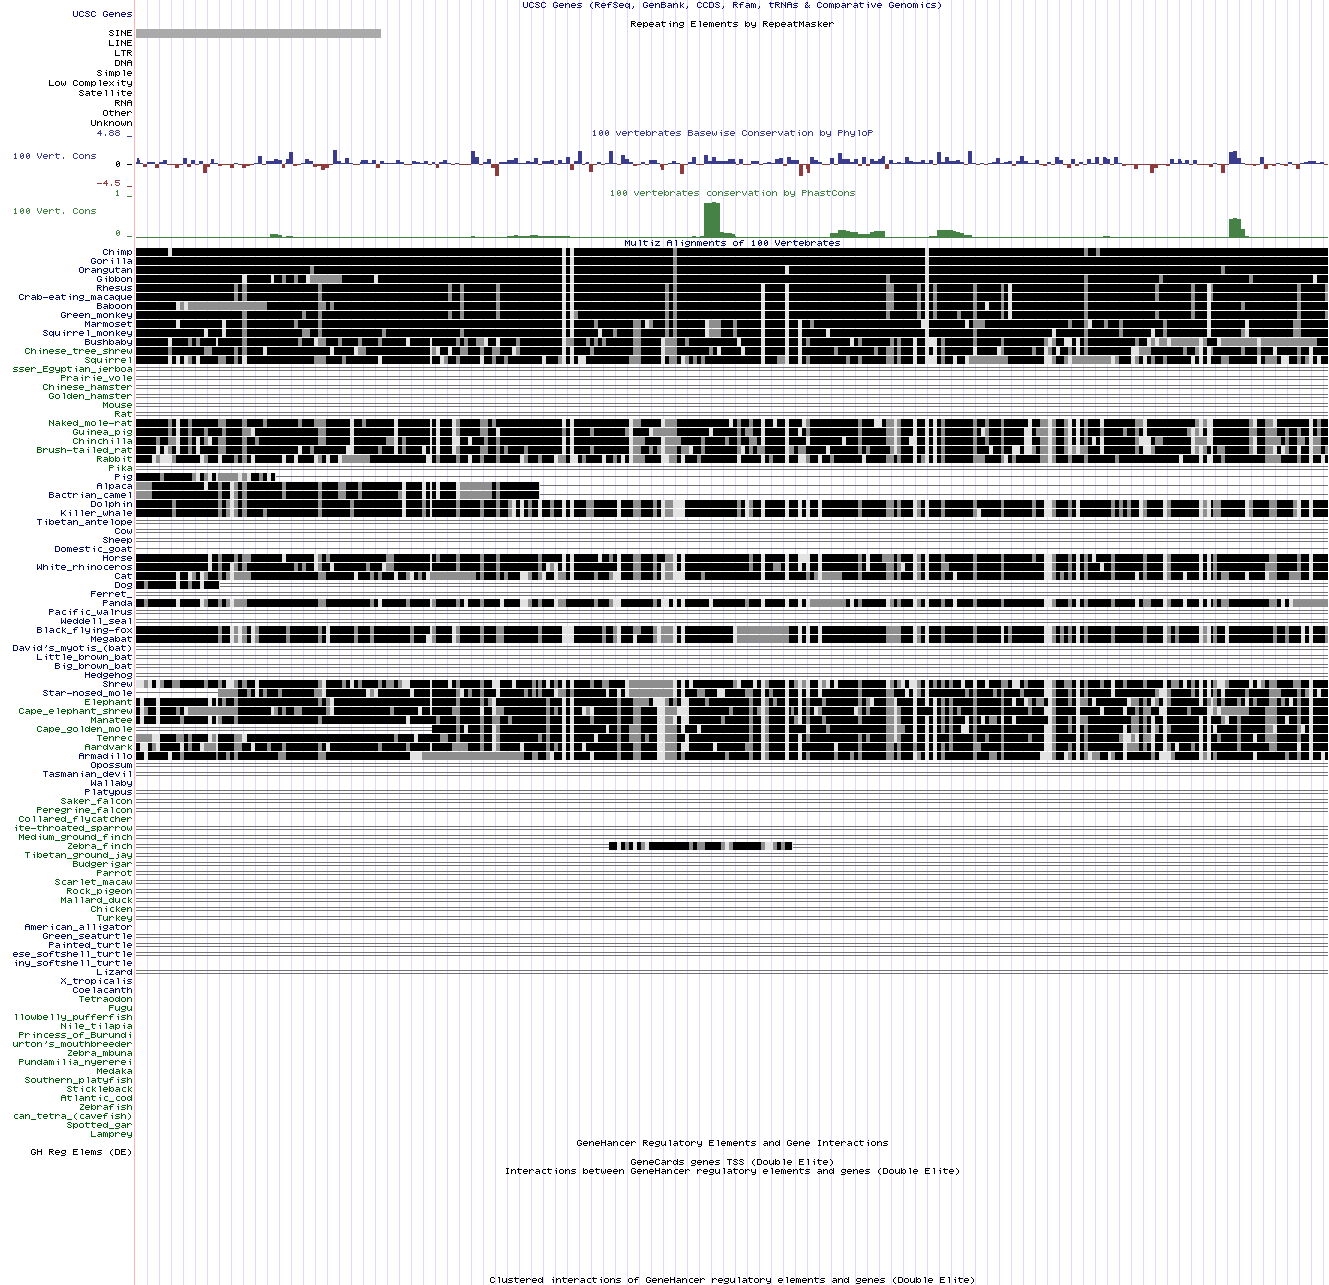 UCSC Genes (RefSeq, GenBank, CCDS, Rfam, tRNAs & Comparative Genomics)
UCSC Genes
Repeating Elements by RepeatMasker
SINE
LINE
LTR
DNA
Simple
Low Complexity
Satellite
RNA
Other
Unknown
4.88 _
100 vertebrates Basewise Conservation by PhyloP
100 Vert. Cons
0 _
-4.5 _
1 _
100 vertebrates conservation by PhastCons
100 Vert. Cons
0 _
Multiz Alignments of 100 Vertebrates
Chimp
Gorilla
Orangutan
Gibbon
Rhesus
Crab-eating_macaque
Baboon
Green_monkey
Marmoset
Squirrel_monkey
Bushbaby
Chinese_tree_shrew
Squirrel
sser_Egyptian_jerboa
Prairie_vole
Chinese_hamster
Golden_hamster
Mouse
Rat
Naked_mole-rat
Guinea_pig
Chinchilla
Brush-tailed_rat
Rabbit
Pika
Pig
Alpaca
Bactrian_camel
Dolphin
Killer_whale
Tibetan_antelope
Cow
Sheep
Domestic_goat
Horse
White_rhinoceros
Cat
Dog
Ferret_
Panda
Pacific_walrus
Weddell_seal
Black_flying-fox
Megabat
David's_myotis_(bat)
Little_brown_bat
Big_brown_bat
Hedgehog
Shrew
Star-nosed_mole
Elephant
Cape_elephant_shrew
Manatee
Cape_golden_mole
Tenrec
Aardvark
Armadillo
Opossum
Tasmanian_devil
Wallaby
Platypus
Saker_falcon
Peregrine_falcon
Collared_flycatcher
ite-throated_sparrow
Medium_ground_finch
Zebra_finch
Tibetan_ground_jay
Budgerigar
Parrot
Scarlet_macaw
Rock_pigeon
Mallard_duck
Chicken
Turkey
American_alligator
Green_seaturtle
Painted_turtle
ese_softshell_turtle
iny_softshell_turtle
Lizard
X_tropicalis
Coelacanth
Tetraodon
Fugu
llowbelly_pufferfish
Nile_tilapia
Princess_of_Burundi
urton's_mouthbreeder
Zebra_mbuna
Pundamilia_nyererei
Medaka
Southern_platyfish
Stickleback
Atlantic_cod
Zebrafish
can_tetra_(cavefish)
Spotted_gar
Lamprey
GeneHancer Regulatory Elements and Gene Interactions
GH Reg Elems (DE)
GeneCards genes TSS (Double Elite)
Interactions between GeneHancer regulatory elements and genes (Double Elite)
Clustered interactions of GeneHancer regulatory elements and genes (Double Elite)